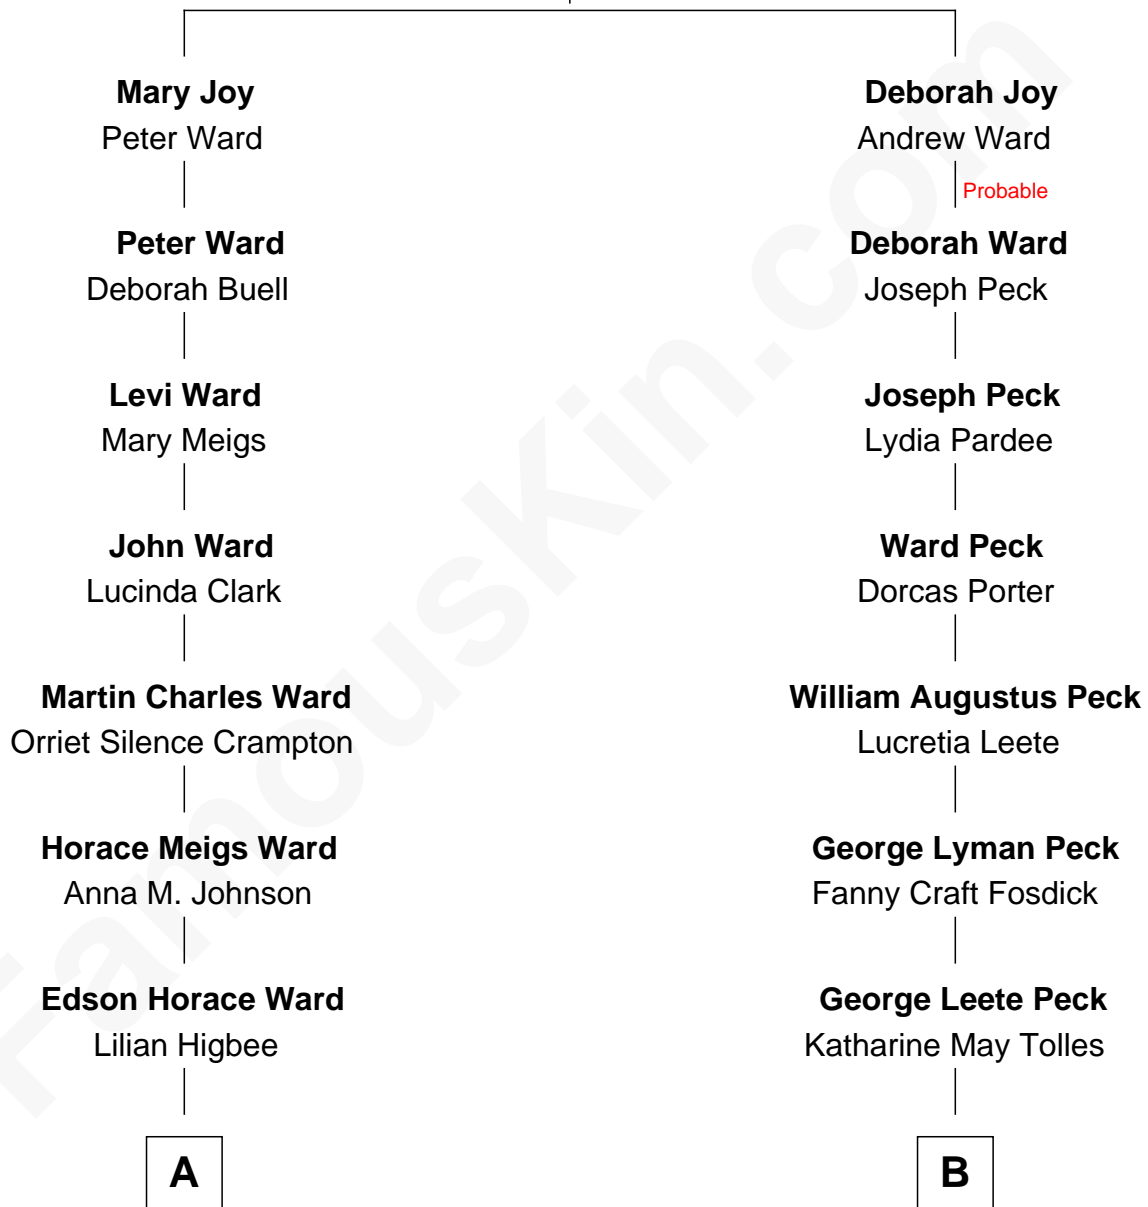 Mary Joy
Peter Ward
Peter Ward
Deborah Buell
Levi Ward
Mary Meigs
John Ward
Lucinda Clark
Martin Charles Ward
Orriet Silence Crampton
Horace Meigs Ward
Anna M. Johnson
Edson Horace Ward
Lilian Higbee
A
Deborah Joy
Andrew Ward
Probable
Deborah Ward
Joseph Peck
Joseph Peck
Lydia Pardee
Ward Peck
Dorcas Porter
William Augustus Peck
Lucretia Leete
George Lyman Peck
Fanny Craft Fosdick
George Leete Peck
Katharine May Tolles
B
FamousKin.com